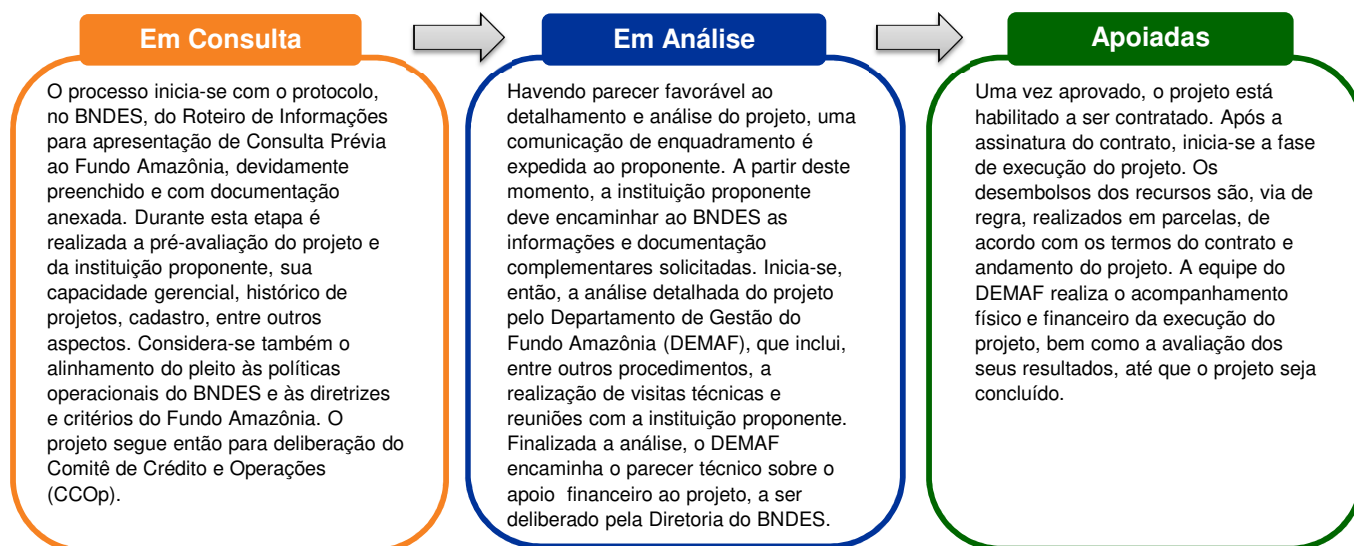 Em Consulta
O processo inicia-se com o protocolo,
no BNDES, do Roteiro de Informações
para apresentação de Consulta Prévia
ao Fundo Amazônia, devidamente
preenchido e com documentação
anexada. Durante esta etapa é
realizada a pré-avaliação do projeto e
da instituição proponente, sua
capacidade gerencial, histórico de
projetos, cadastro, entre outros
aspectos. Considera-se também o
alinhamento do pleito às políticas
operacionais do BNDES e às diretrizes
e critérios do Fundo Amazônia. O
projeto segue então para deliberação do
Comitê de Crédito e Operações
(CCOp).
Em Análise
Havendo parecer favorável ao
detalhamento e análise do projeto, uma
comunicação de enquadramento é
expedida ao proponente. A partir deste
momento, a instituição proponente
deve encaminhar ao BNDES as
informações e documentação
complementares solicitadas. Inicia-se,
então, a análise detalhada do projeto
pelo Departamento de Gestão do
Fundo Amazônia (DEMAF), que inclui,
entre outros procedimentos, a
realização de visitas técnicas e
reuniões com a instituição proponente.
Finalizada a análise, o DEMAF
encaminha o parecer técnico sobre o
apoio financeiro ao projeto, a ser
deliberado pela Diretoria do BNDES.
Apoiadas
Uma vez aprovado, o projeto está
habilitado a ser contratado. Após a
assinatura do contrato, inicia-se a fase
de execução do projeto. Os
desembolsos dos recursos são, via de
regra, realizados em parcelas, de
acordo com os termos do contrato e
andamento do projeto. A equipe do
DEMAF realiza o acompanhamento
físico e financeiro da execução do
projeto, bem como a avaliação dos
seus resultados, até que o projeto seja
concluído.